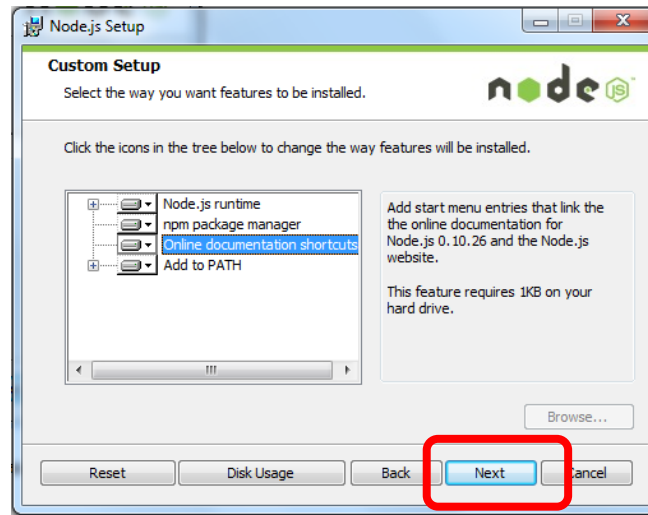 Node.js Setup
Custom Setup
Select the way you want features to be installed.
node JS
Click the icons in the tree below to change the way features will be installed.
Node.js runtime
npm package manager
Online documentation shortcuts
Add to PATH
Add start menu entries that link the
the online documentation for
Node.js 0.10.26 and the Node.js
website.
This feature requires 1KB on your
hard drive.
Browse...
Reset Disk Usage Back Next Cancel